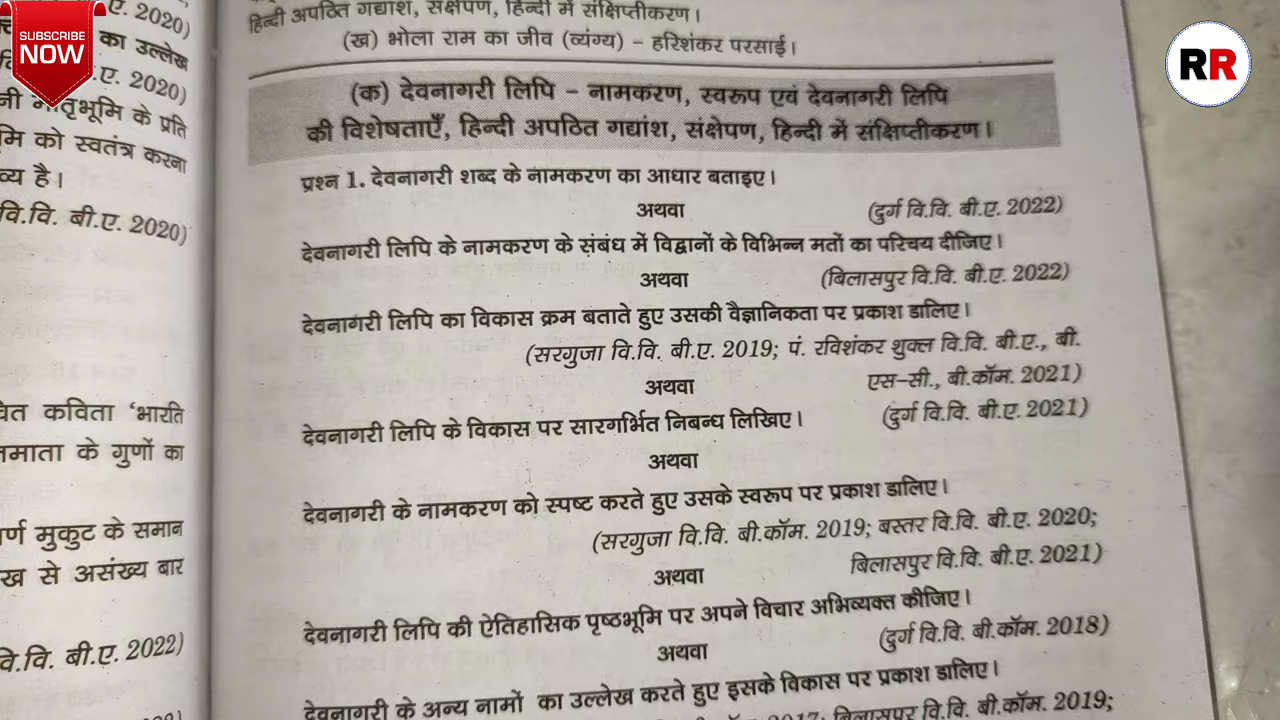 SUBSCRIBE
NOW
RR
ए. 2020)
का उल्लेख
ए. 2020)
के प्रति
को स्वतंत्र करना
है।
वि.वि. बी.ए. 2020)
कविता 'भारति
के गुणों का
मुकुट के समान
से असंख्य बार
वि.वि. बी.ए. 2022)
हिन्दी अपठित गद्यांश, संक्षेपण, हिन्दी में संक्षिप्तीकरण।
(ख) भोला राम का जीव (व्यंग्य) – हरिशंकर परसाई।
(क) देवनागरी लिपि – नामकरण, स्वरूप एवं देवनागरी लिपि
की विशेषताएँ, हिन्दी अपठित गद्यांश, संक्षेपण, हिन्दी में संक्षिप्तीकरण।
प्रश्न 1. देवनागरी शब्द के नामकरण का आधार बताइए।
अथवा (दुर्ग वि.वि. बी.ए. 2022)
देवनागरी लिपि के नामकरण के संबंध में विद्वानों के विभिन्न मतों का परिचय दीजिए।
अथवा (बिलासपुर वि.वि. बी.ए. 2022)
देवनागरी लिपि का विकास क्रम बताते हुए उसकी वैज्ञानिकता पर प्रकाश डालिए।
(सरगुजा वि.वि. बी.ए. 2019; पं. रविशंकर शुक्ल वि.वि. बी.ए., बी.
अथवा एस-सी., बी.कॉम. 2021)
देवनागरी लिपि के विकास पर सारगर्भित निबन्ध लिखिए। (दुर्ग वि.वि. बी.ए. 2021)
अथवा
देवनागरी के नामकरण को स्पष्ट करते हुए उसके स्वरूप पर प्रकाश डालिए।
(सरगुजा वि.वि. बी.कॉम. 2019; बस्तर वि.वि. बी.ए. 2020;
अथवा बिलासपुर वि.वि. बी.ए. 2021)
देवनागरी लिपि की ऐतिहासिक पृष्ठभूमि पर अपने विचार अभिव्यक्त कीजिए।
अथवा (दुर्ग वि.वि. बी.कॉम. 2018)
देवनागरी के अन्य नामों का उल्लेख करते हुए इसके विकास पर प्रकाश डालिए।
बिलासपुर वि.वि. बी.कॉम. 2019;